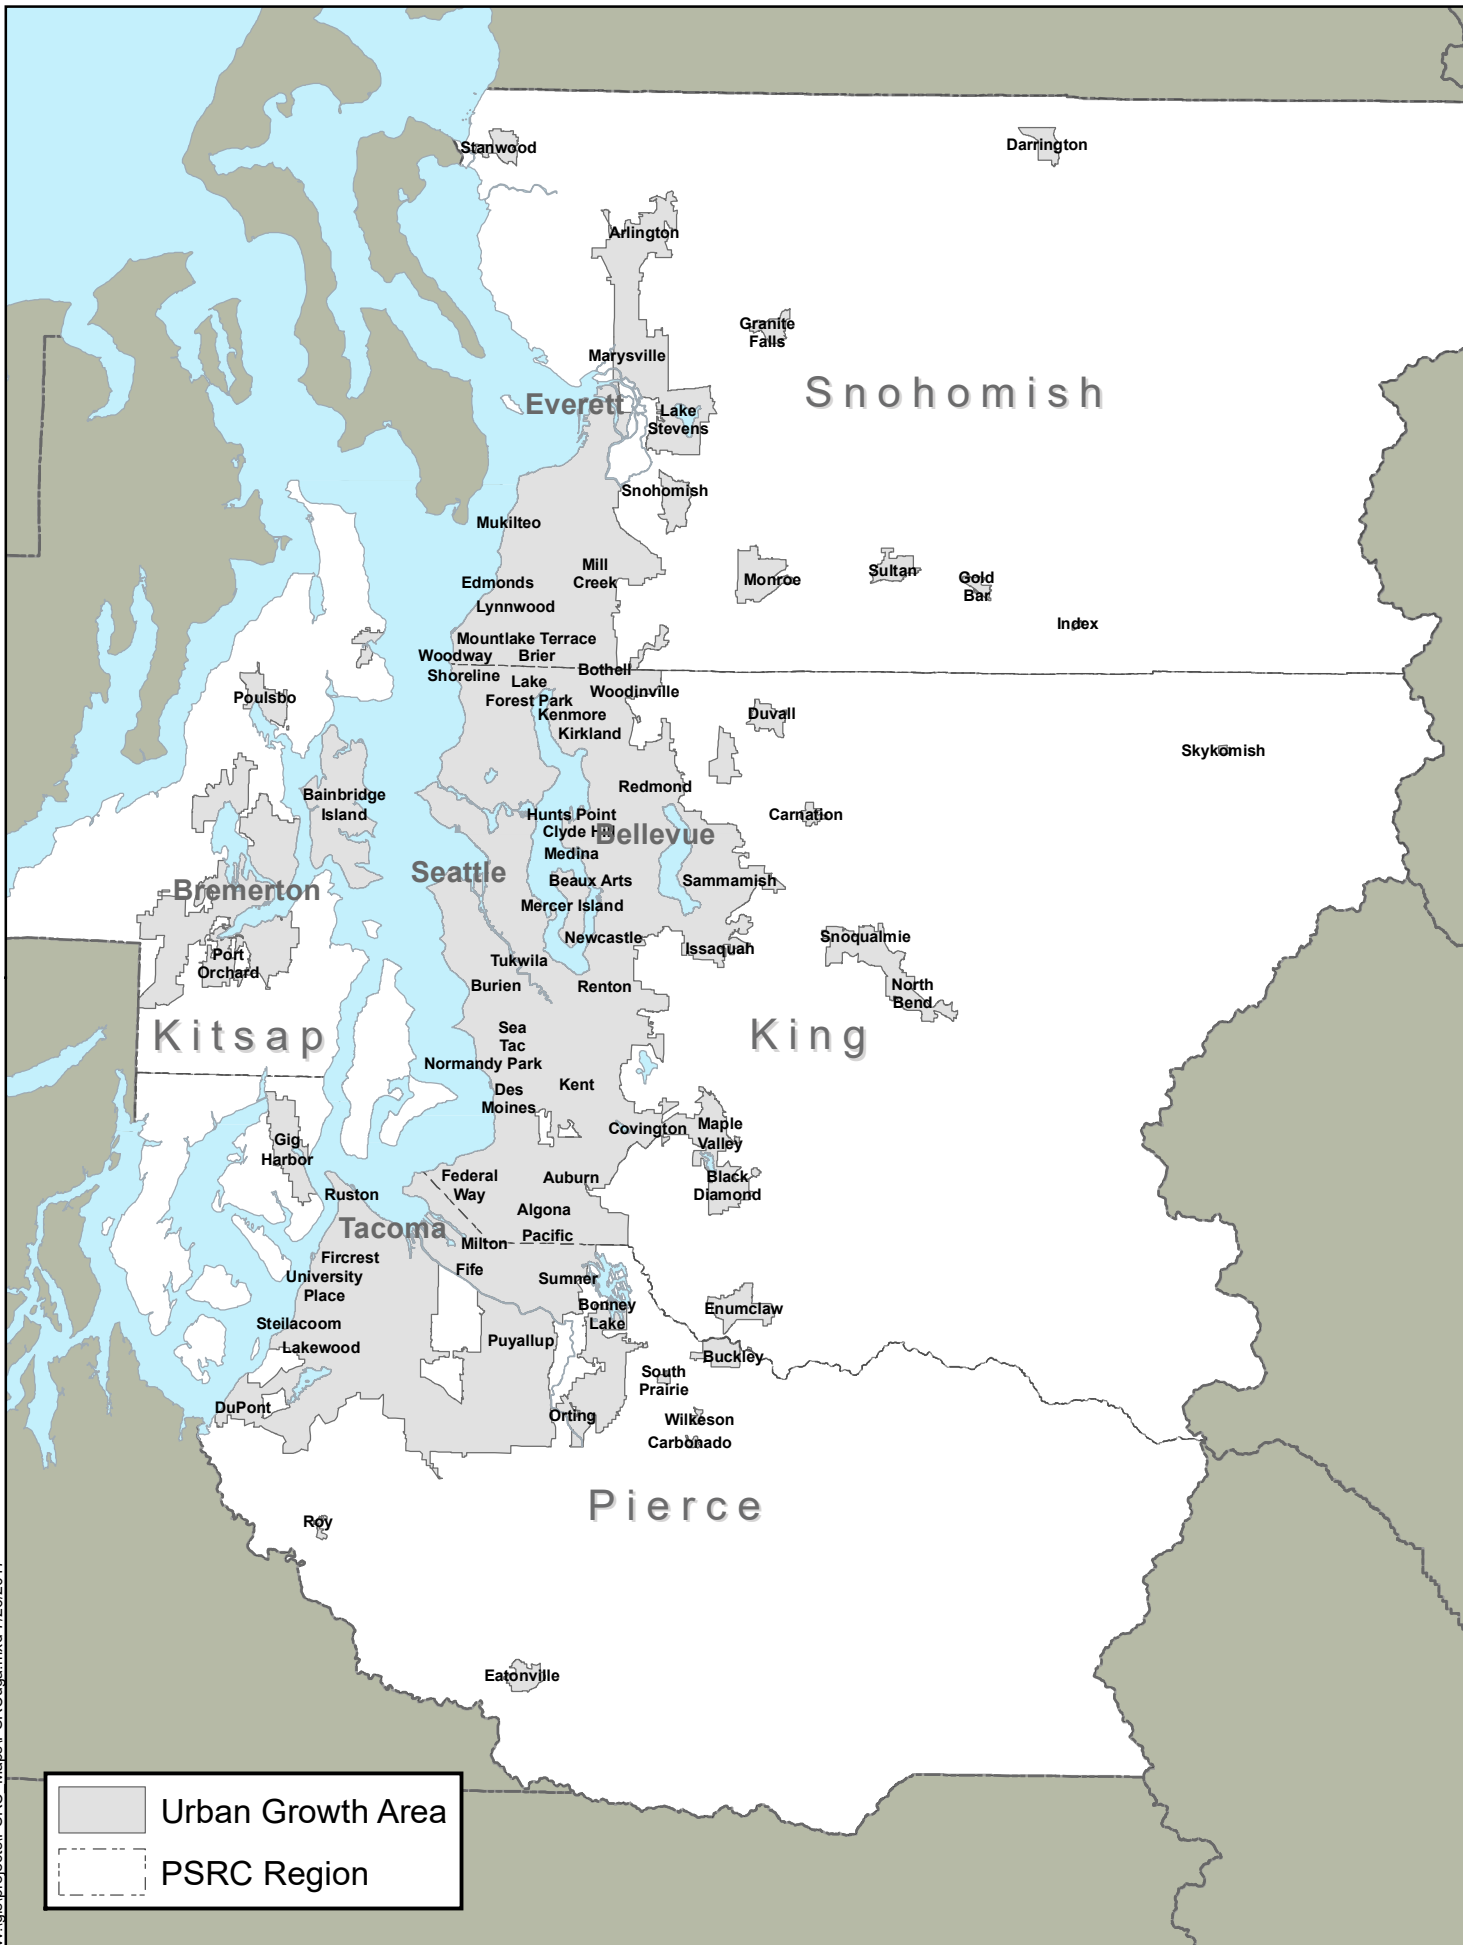 Stanwood
Darrington
Arlington
Granite
Falls
Marysville
Snohomish
Everett
Lake
Stevens
Snohomish
Mukilteo
Mill
Creek
Edmonds
Lynnwood
Monroe
Sultan
Gold
Bar
Index
Mountlake Terrace
Woodway
Brier
Bothell
Shoreline
Lake
Forest Park
Woodinville
Poulsbo
Kenmore
Kirkland
Duvall
Skykomish
Redmond
Bainbridge
Island
Hunts Point
Clyde Hill
Bellevue
Carnation
Medina
Seattle
Beaux Arts
Sammamish
Bremerton
Mercer Island
Newcastle
Issaquah
Snoqualmie
Port
Orchard
Tukwila
Burien
Renton
North
Bend
Kitsap
King
Sea
Tac
Normandy Park
Kent
Des
Moines
Covington
Maple
Valley
Gig
Harbor
Federal
Way
Auburn
Black
Diamond
Ruston
Algona
Tacoma
Pacific
Milton
Fircrest
Fife
University
Place
Sumner
Bonney
Lake
Enumclaw
Steilacoom
Lakewood
Puyallup
Buckley
South
Prairie
DuPont
Orting
Wilkeson
Carbonado
Pierce
Roy
Eatonville
Urban Growth Area
PSRC Region